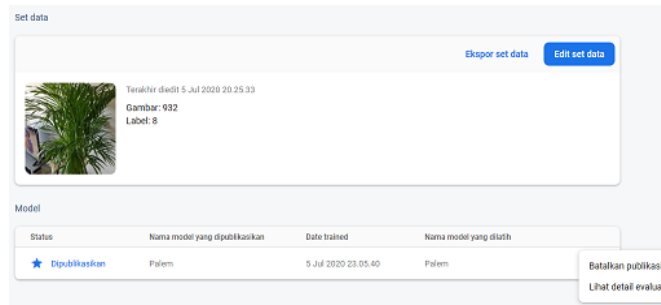 Set data
Ekspor set data
Edit set data
Terakhir diedit 5 Jul 2020 20.25.33
Gambar: 932
Label: 8
Model
Status Nama model yang dipublikasikan Date trained Nama model yang dilatih
Dipublikasikan Palem 5 Jul 2020 23.05.40 Palem
Batalkan publikasi
Lihat detail evalua